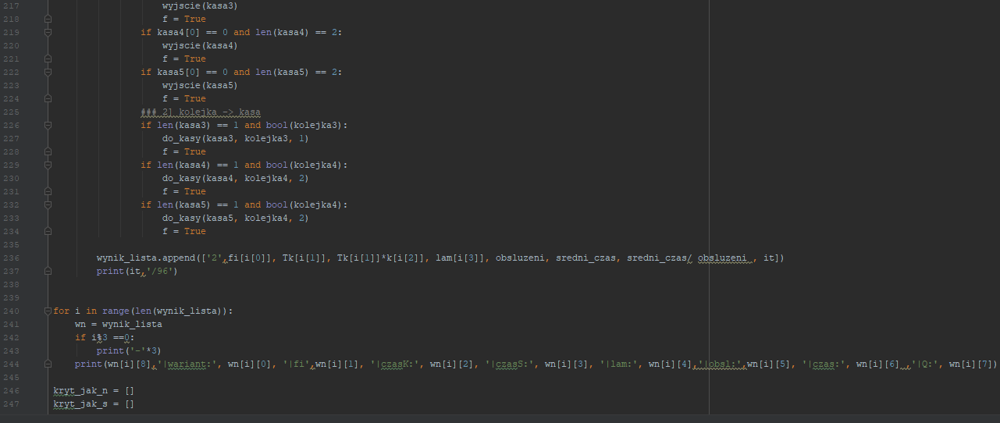 217 wyjscie(kasa3)
218 f = True
219 if kasa4[0] == 0 and len(kasa4) == 2:
220 wyjscie(kasa4)
221 f = True
222 if kasa5[0] == 0 and len(kasa5) == 2:
223 wyjscie(kasa5)
224 f = True
225 ### 2] kolejka -> kasa
226 if len(kasa3) == 1 and bool(kolejka3):
227 do_kasy(kasa3, kolejka3, 1)
228 f = True
229 if len(kasa4) == 1 and bool(kolejka4):
230 do_kasy(kasa4, kolejka4, 2)
231 f = True
232 if len(kasa5) == 1 and bool(kolejka4):
233 do_kasy(kasa5, kolejka4, 2)
234 f = True
235
236 wynik_lista.append(['2',fi[i[0]], Tk[i[1]], Tk[i[1]]*k[i[2]], lam[i[3]], obsluzeni, sredni_czas, sredni_czas/ obsluzeni , it])
237 print(it,'/96')
238
239
240 for i in range(len(wynik_lista)):
241 wn = wynik_lista
242 if i%3 ==0:
243 print('-'*3)
244 print(wn[i][8],'|wariant:', wn[i][0], '|fi',wn[i][1], '|czasK:', wn[i][2], '|czasS:', wn[i][3], '|lam:', wn[i][4],'|obsl:',wn[i][5], '|czas:', wn[i][6] ,'|Q:', wn[i][7])
245
246 kryt_jak_n = []
247 kryt_jak_s = []